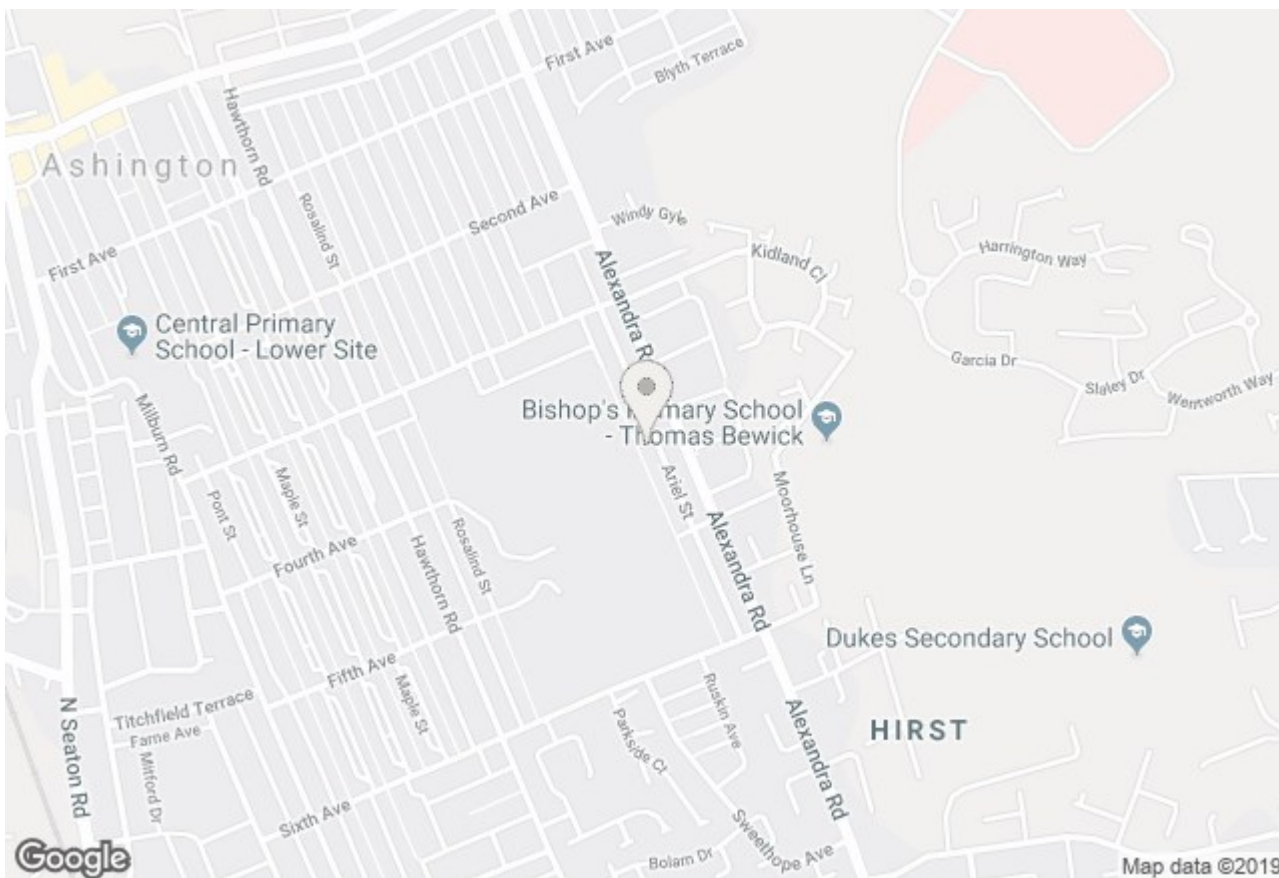 First Ave
Blyth Terrace
Hawthorn Rd
Ashington
Rosalind St
Second Ave
Windy Gyle
First Ave
Alexandra R
Kidland Cl
Harrington Way
Central Primary
School - Lower Site
Garcia Dr
Slaley Dr
Wentworth Way
Milburn Rd
Bishop's Primary School
- Thomas Bewick
Maple St
Pont St
Ariel St
Moorhouse Ln
Fourth Ave
Rosalind St
Hawthorn Rd
Alexandra Rd
Dukes Secondary School
Fifth Ave
Maple St
Titchfield Terrace
Farne Ave
N Seaton Rd
Mitford Dr
Ruskin Ave
Parkside Ct
Alexandra Rd
HIRST
Sixth Ave
Sweethope Ave
Bolam Dr
Google
Map data ©2019